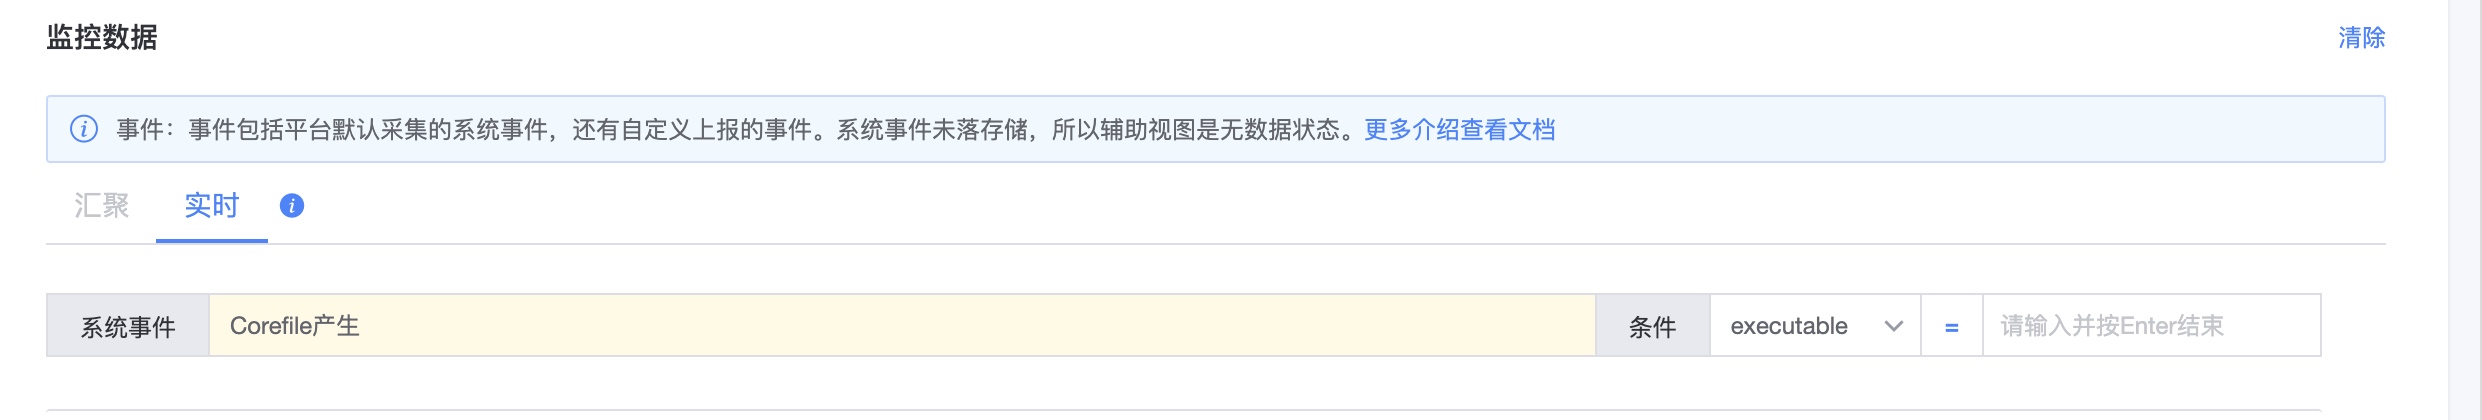 监控数据
清除
事件：事件包括平台默认采集的系统事件，还有自定义上报的事件。系统事件未落存储，所以辅助视图是无数据状态。更多介绍查看文档
汇聚 实时
系统事件 Corefile产生 条件 executable = 请输入并按Enter结束